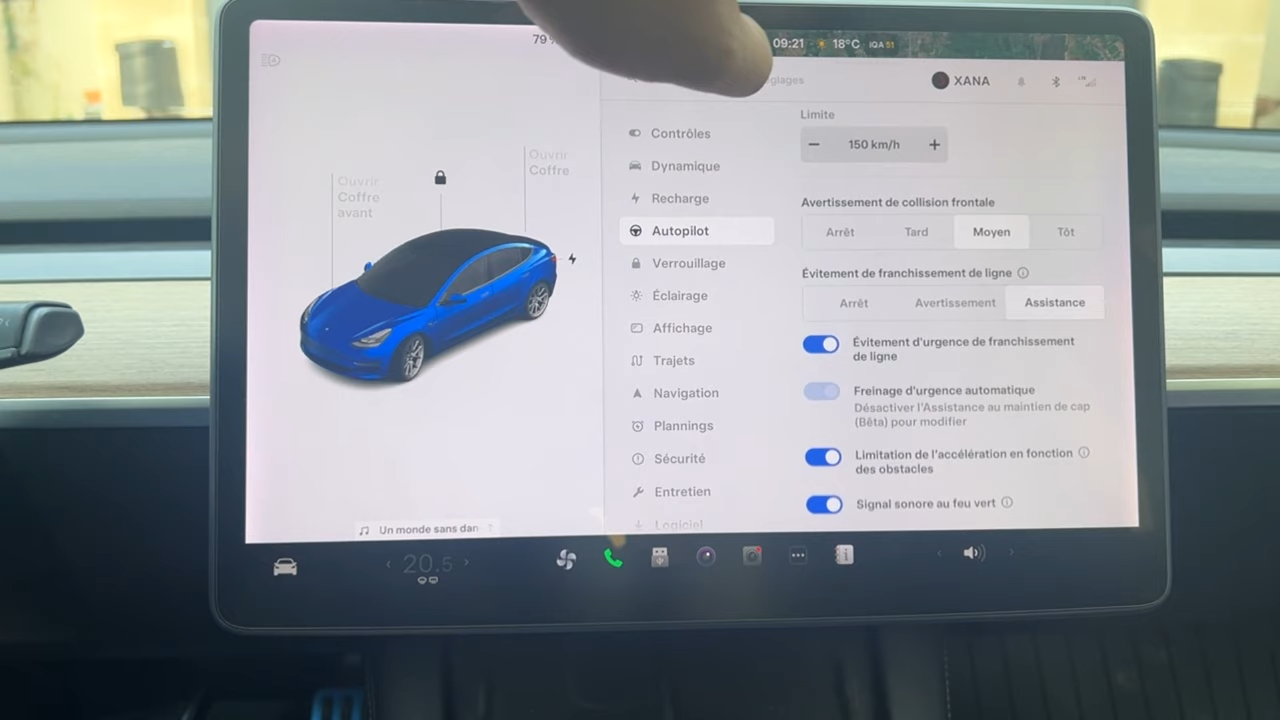 79
09:21
18°C
IQA 51
glages
XANA
LTE
Ouvrir
Coffre
avant
Ouvrir
Coffre
Contrôles
Dynamique
Recharge
Autopilot
Verrouillage
Éclairage
Affichage
Trajets
Navigation
Plannings
Sécurité
Entretien
Logiciel
Limite
− 150 km/h +
Avertissement de collision frontale
Arrêt Tard Moyen Tôt
Évitement de franchissement de ligne
Arrêt Avertissement Assistance
Évitement d'urgence de franchissement
de ligne
Freinage d'urgence automatique
Désactiver l'Assistance au maintien de cap
(Bêta) pour modifier
Limitation de l'accélération en fonction
des obstacles
Signal sonore au feu vert
Un monde sans dan
20.5